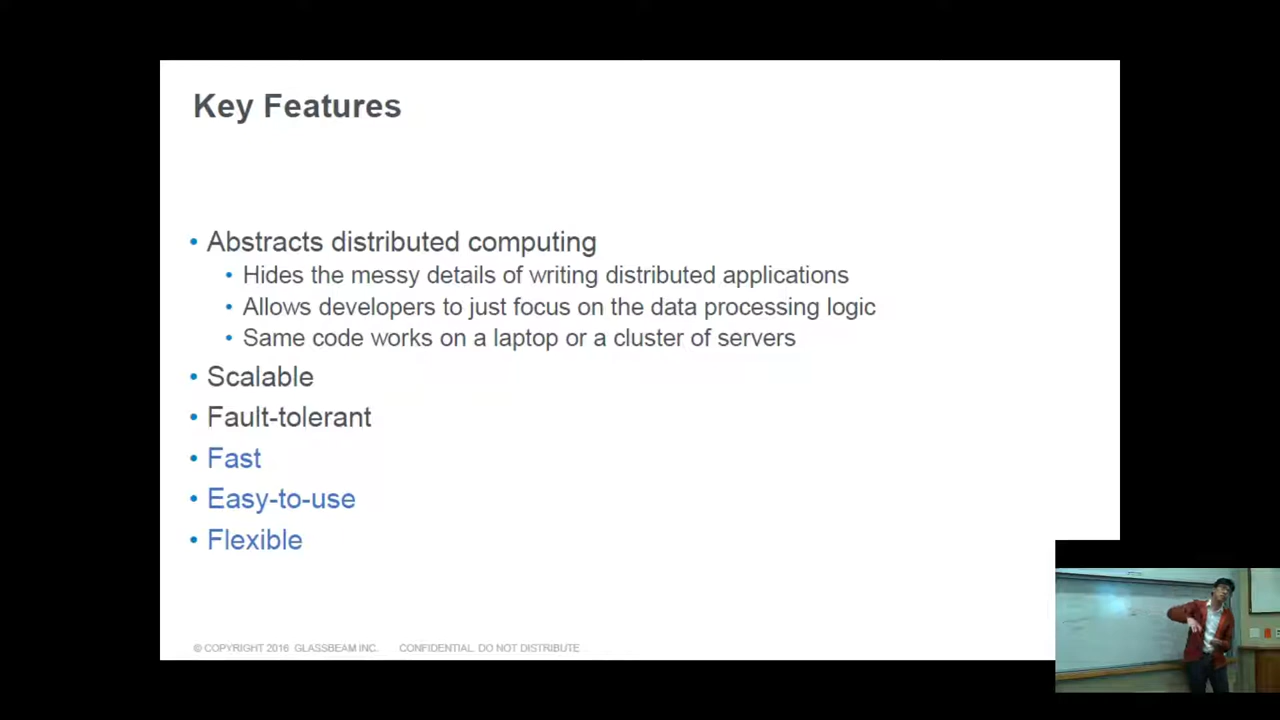 Key Features
• Abstracts distributed computing
• Hides the messy details of writing distributed applications
• Allows developers to just focus on the data processing logic
• Same code works on a laptop or a cluster of servers
• Scalable
• Fault-tolerant
• Fast
• Easy-to-use
• Flexible
© COPYRIGHT 2016 GLASSBEAM INC. CONFIDENTIAL. DO NOT DISTRIBUTE